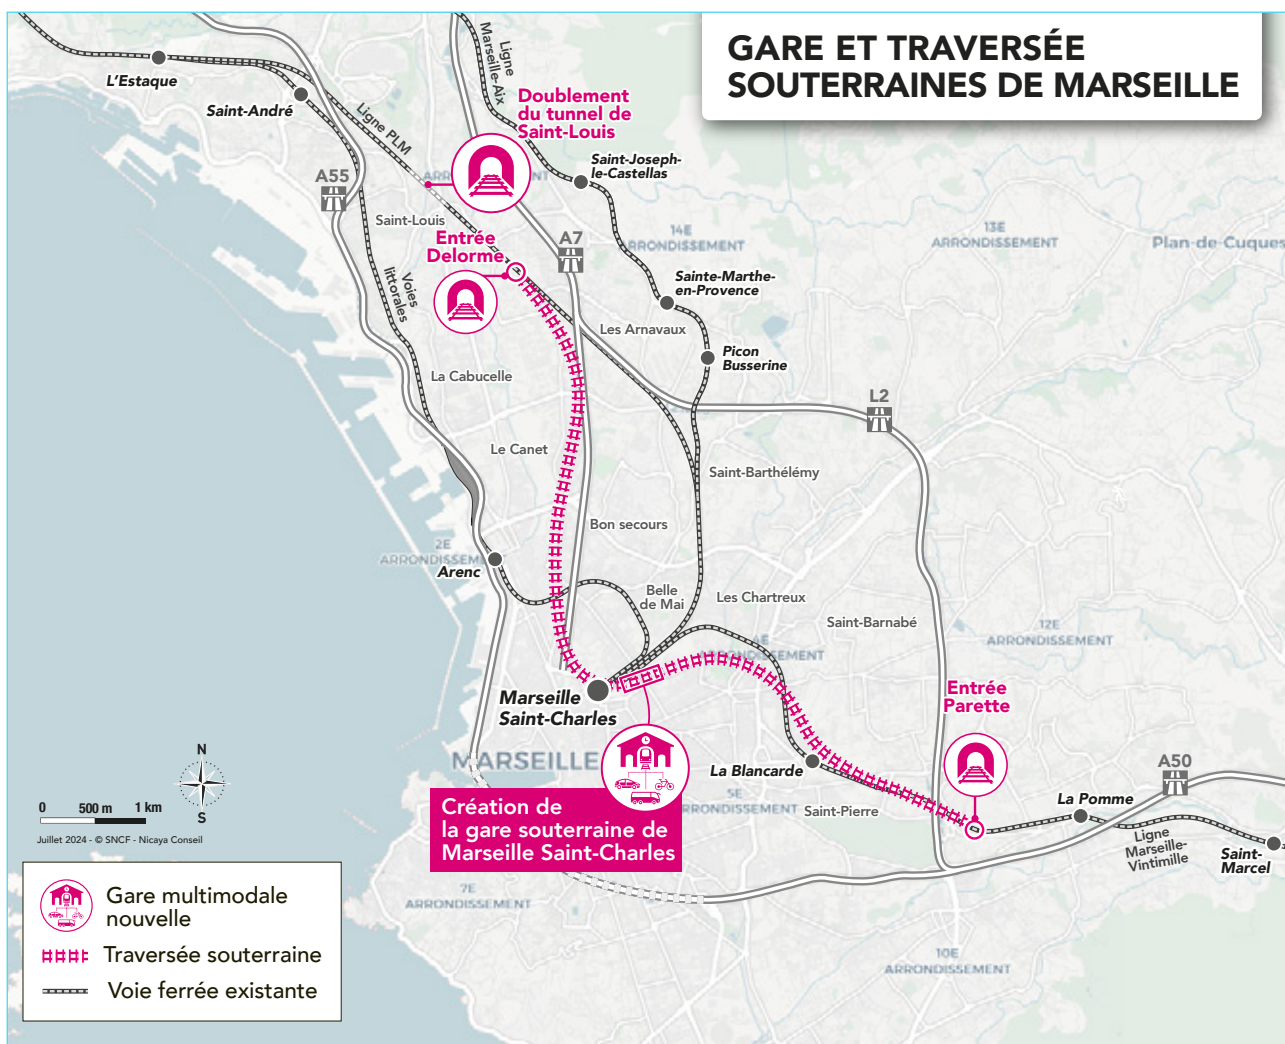 GARE ET TRAVERSÉE
SOUTERRAINES DE MARSEILLE
L'Estaque
Saint-André
Ligne
Marseille-Aix
Ligne PLM
Doublement
du tunnel de
Saint-Louis
Saint-Joseph-
le-Castellas
A55
Saint-Louis
Entrée
Delorme
A7
14E
ARRONDISSEMENT
13E
ARRONDISSEMENT
Plan-de-Cuques
Voies
littorales
Sainte-Marthe-
en-Provence
Les Arnavaux
Picon
Busserine
La Cabucelle
L2
Le Canet
Saint-Barthélémy
Bon secours
2E
ARRONDISSEMENT
Arenc
Belle
de Mai
Les Chartreux
Saint-Barnabé
12E
ARRONDISSEMENT
4E
ARRONDISSEMENT
Marseille
Saint-Charles
Entrée
Parette
MARSEILLE
La Blancarde
A50
5E
ARRONDISSEMENT
Saint-Pierre
La Pomme
Ligne
Marseille-
Vintimille
Saint-
Marcel
Création de
la gare souterraine de
Marseille Saint-Charles
N
S
0 500 m 1 km
Juillet 2024 - © SNCF - Nicaya Conseil
7E
ARRONDISSEMENT
10E
ARRONDISSEMENT
Gare multimodale
nouvelle
Traversée souterraine
Voie ferrée existante